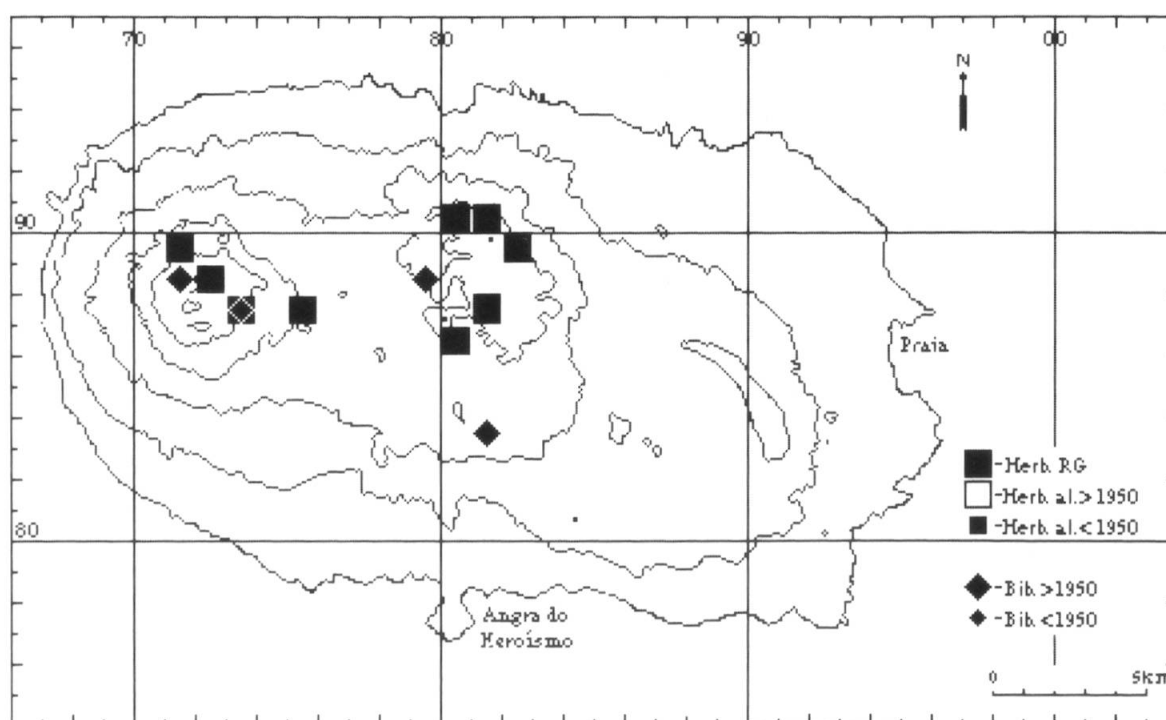 70 80 90 00
N
90
Praia
-Herb. RG
-Herb. al.>1950
-Herb. al.<1950
80
-Bib.>1950
-Bib.<1950
Angra do
Heroísmo
0 5km